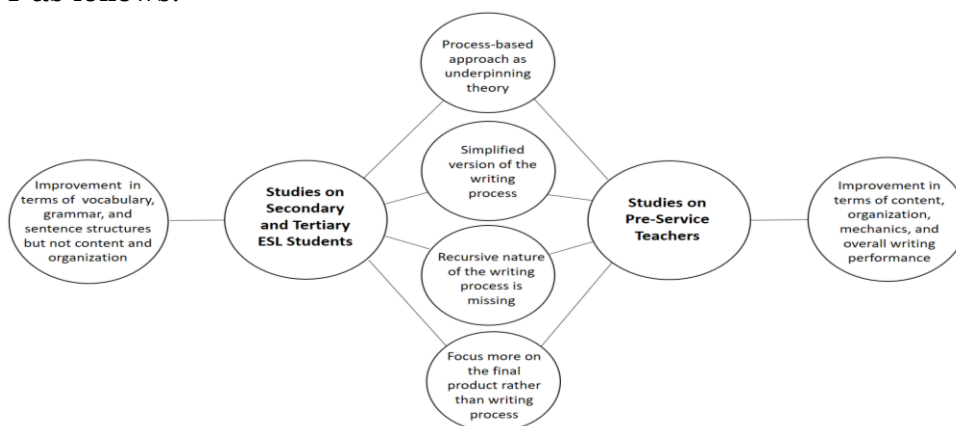 Process-based
approach as
underpinning
theory
Simplified
version of the
writing
process
Improvement in
terms of vocabulary,
grammar, and
sentence structures
but not content and
organization
Studies on
Secondary
and Tertiary
ESL Students
Studies on
Pre-Service
Teachers
Improvement in
terms of content,
organization,
mechanics, and
overall writing
performance
Recursive nature
of the writing
process is
missing
Focus more on
the final
product rather
than writing
process